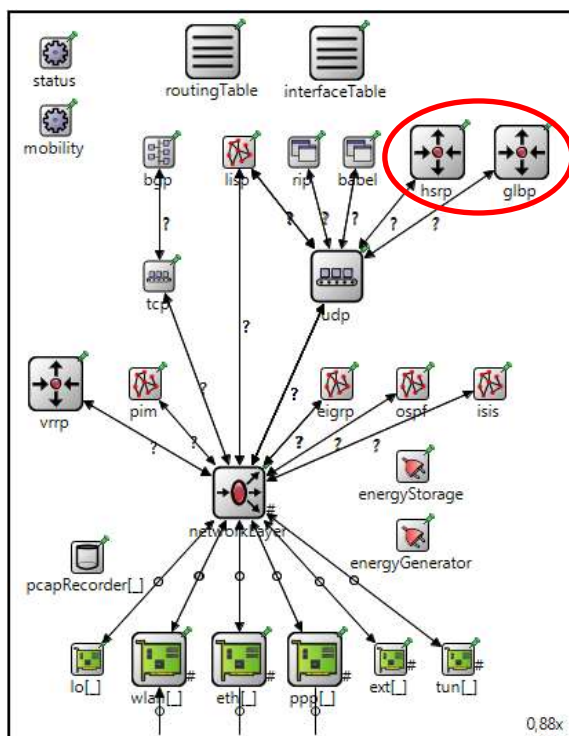 status
routingTable
interfaceTable
mobility
bgp
lisp
rip
babel
hsrp
glbp
? ? ? ? ? ?
tcp
udp
?
vrrp
pim
eigrp
ospf
isis
? ? ? ? ? ? ?
networkLayer
#
energyStorage
energyGenerator
pcapRecorder[_]
lo[_]
wlan[_]
#
eth[_]
#
ppp[_]
#
ext[_]
#
tun[_]
#
0,88x